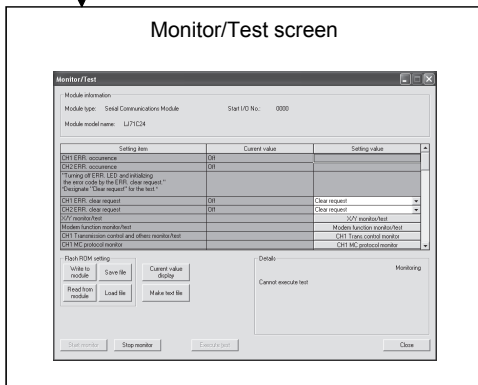 Monitor/Test screen
Monitor/Test
Module information
Module type: Serial Communications Module Start I/O No.: 0000
Module model name: LJ71C24
Setting item Current value Setting value
CH1 ERR. occurrence Off
CH2 ERR. occurrence Off
"Turning off ERR. LED and initializing
the error code by the ERR. clear request."
*Designate "Clear request" for the test.*
CH1 ERR. clear request Off Clear request
CH2 ERR. clear request Off Clear request
X/Y monitor/test X/Y monitor/test
Modem function monitor/test Modem function monitor/test
CH1 Transmission control and others monitor/test CH1 Trans.control monitor
CH1 MC protocol monitor CH1 MC protocol monitor
Flash ROM setting
Write to
module
Save file
Read from
module
Load file
Current value
display
Make text file
Details
Monitoring
Cannot execute test
Start monitor Stop monitor Execute test Close